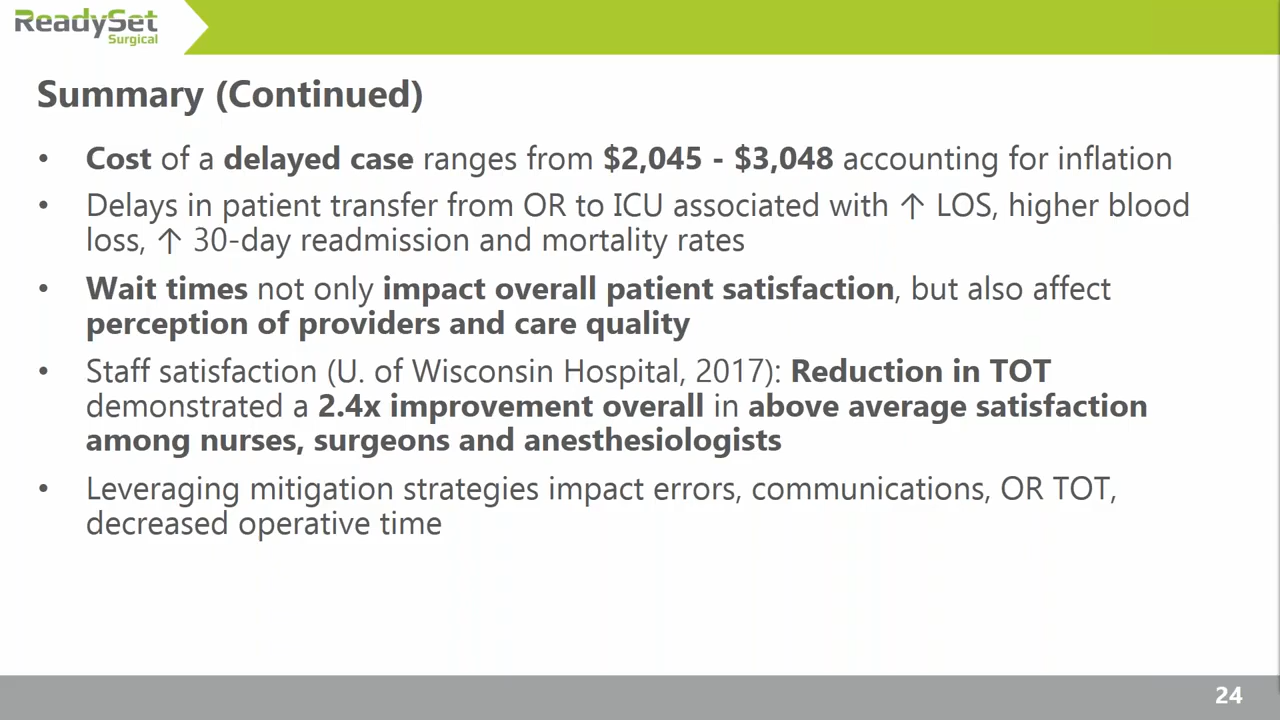 ReadySet
Surgical
Summary (Continued)
• Cost of a delayed case ranges from $2,045 - $3,048 accounting for inflation
• Delays in patient transfer from OR to ICU associated with ↑ LOS, higher blood
loss, ↑ 30-day readmission and mortality rates
• Wait times not only impact overall patient satisfaction, but also affect
perception of providers and care quality
• Staff satisfaction (U. of Wisconsin Hospital, 2017): Reduction in TOT
demonstrated a 2.4x improvement overall in above average satisfaction
among nurses, surgeons and anesthesiologists
• Leveraging mitigation strategies impact errors, communications, OR TOT,
decreased operative time
24